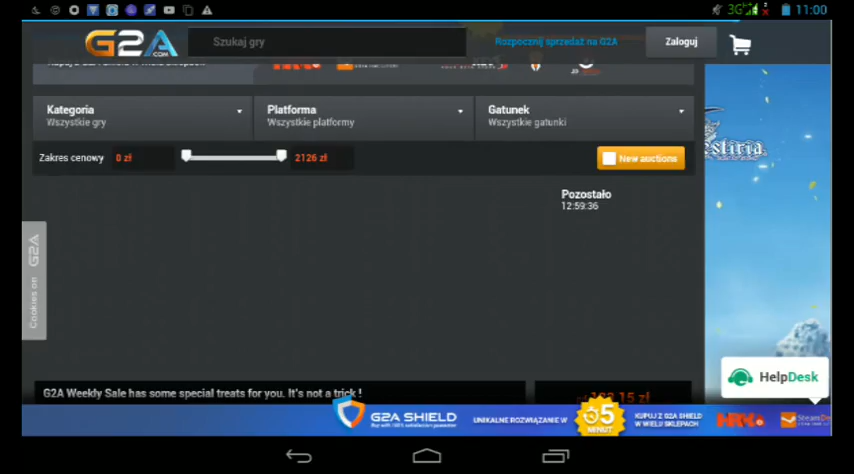 3G
11:00
G2A
.COM
Szukaj gry
Rozpocznij sprzedaż na G2A
Zaloguj
Kategoria
Wszystkie gry
Platforma
Wszystkie platformy
Gatunek
Wszystkie gatunki
Zakres cenowy
0 zł
2126 zł
New auctions
Pozostało
12:59:36
Cookies on G2A
G2A Weekly Sale has some special treats for you. It's not a trick !
HelpDesk
G2A SHIELD
UNIKALNE ROZWIĄZANIE W
5
MINUT
KUPUJ Z G2A SHIELD
W WIELU SKLEPACH
HRK